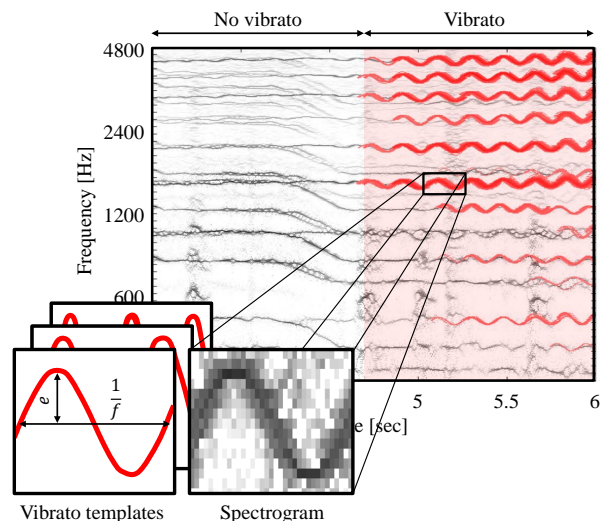 No vibrato Vibrato
4800
2400
1200
600
Frequency [Hz]
e
1/f
5 5.5 6
e [sec]
Vibrato templates Spectrogram